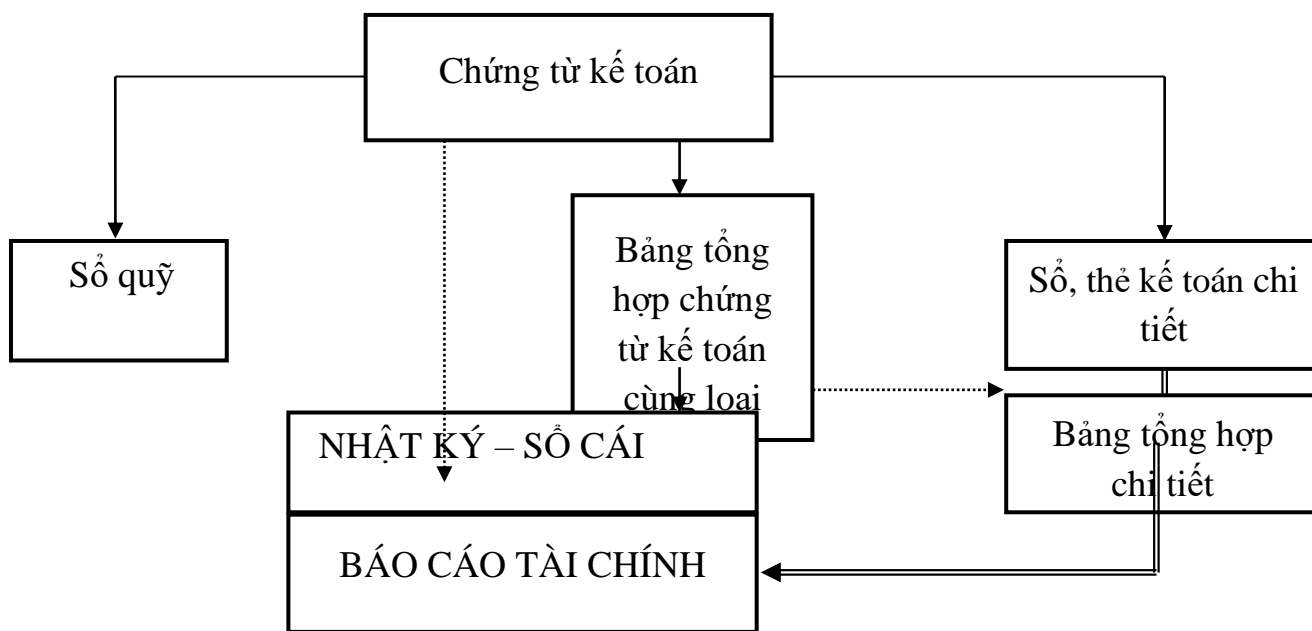 Chứng từ kế toán
Sổ quỹ
Bảng tổng
hợp chứng
từ kế toán
cùng loại
Sổ, thẻ kế toán chi
tiết
NHẬT KÝ – SỔ CÁI
Bảng tổng hợp
chi tiết
BÁO CÁO TÀI CHÍNH